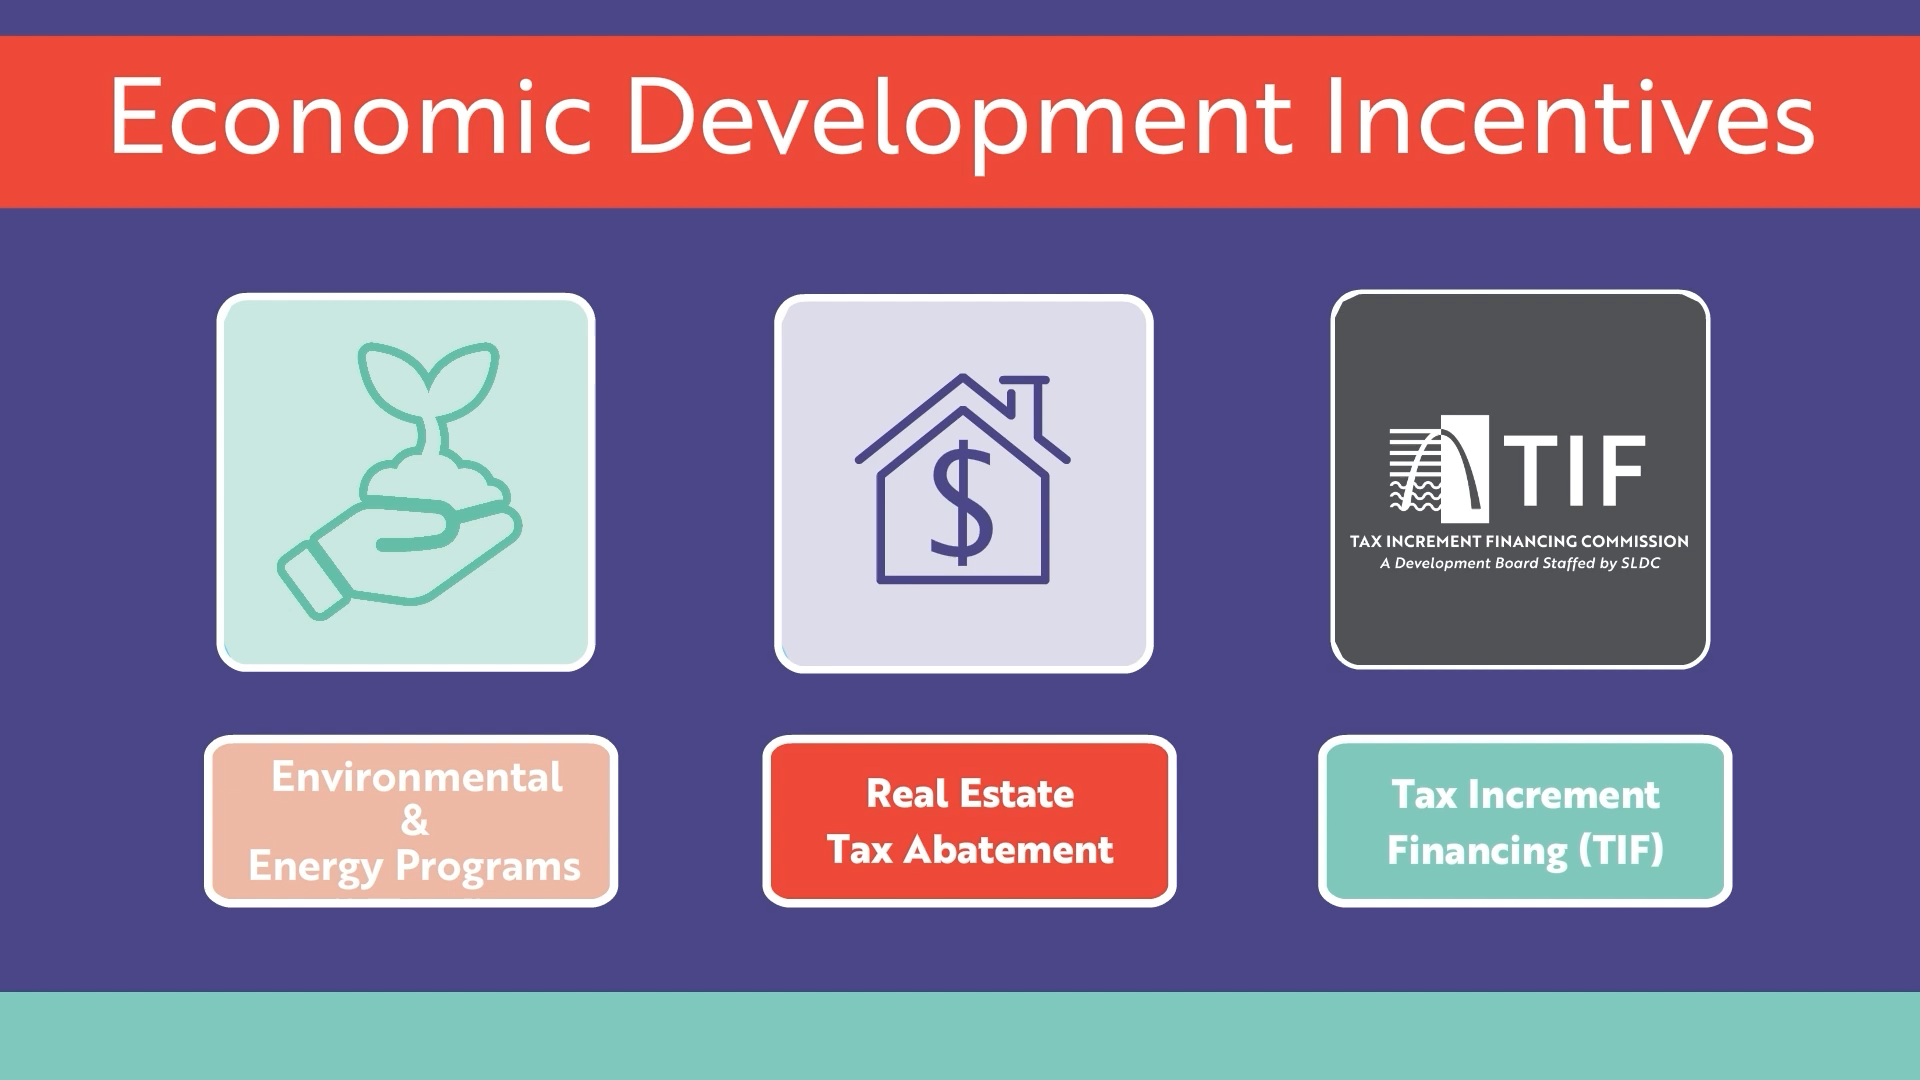 Economic Development Incentives
$
TIF
TAX INCREMENT FINANCING COMMISSION
A Development Board Staffed by SLDC
Environmental
&
Energy Programs
Real Estate
Tax Abatement
Tax Increment
Financing (TIF)